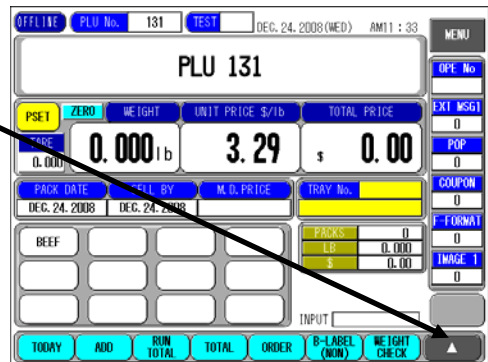 OFFLINE PLU No. 131 TEST DEC. 24. 2008(WED) AM11:33 MENU
PLU 131
OPE No
PSET ZERO WEIGHT UNIT PRICE $/lb TOTAL PRICE
EXT MSG1
0
TARE
0.000
0.000 lb 3.29 $ 0.00
POP
0
PACK DATE SELL BY M.D.PRICE TRAY No.
COUPON
0
DEC. 24. 2008 DEC. 24. 2008
F-FORMAT
0
BEEF
PACKS 0
LB 0.000
$ 0.00
IMAGE 1
0
INPUT
TODAY ADD RUN TOTAL TOTAL ORDER B-LABEL (NON) WEIGHT CHECK ▲